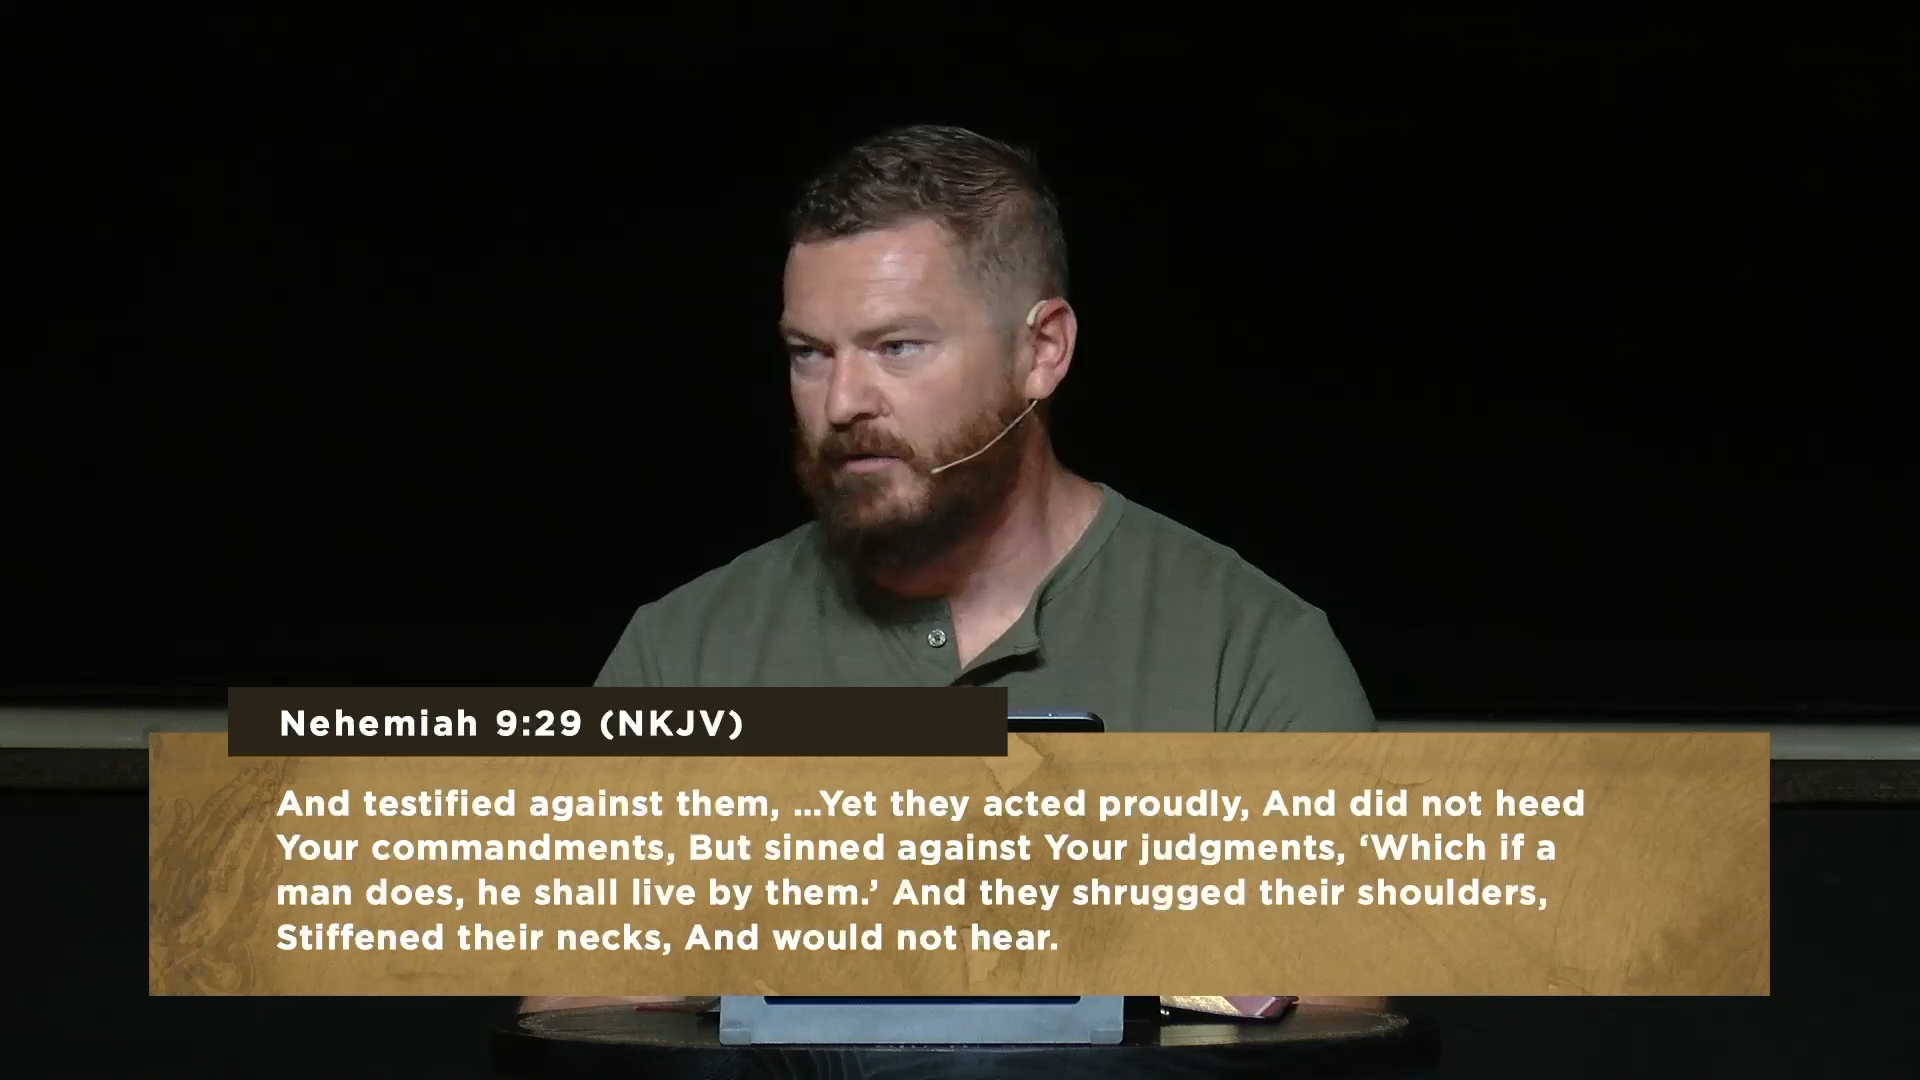 Nehemiah 9:29 (NKJV)
And testified against them, ...Yet they acted proudly, And did not heed
Your commandments, But sinned against Your judgments, ‘Which if a
man does, he shall live by them.’ And they shrugged their shoulders,
Stiffened their necks, And would not hear.